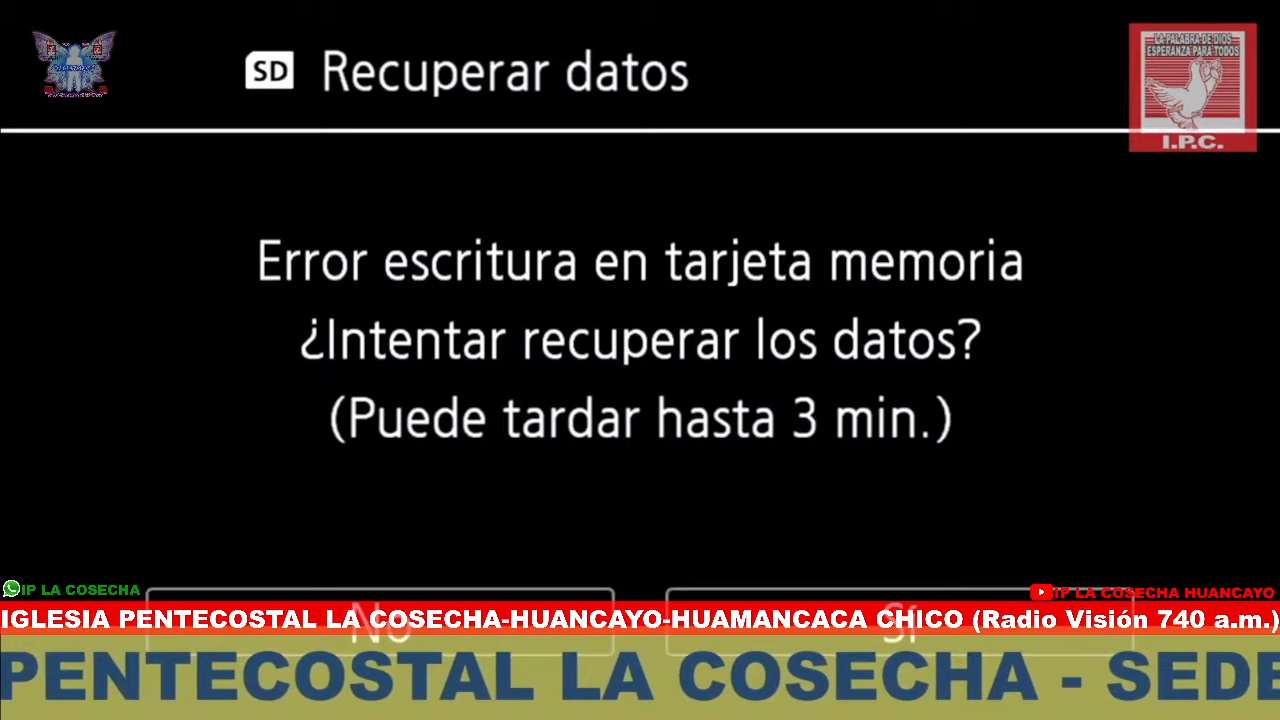 SD Recuperar datos
LA PALABRA DE DIOS
ESPERANZA PARA TODOS
I.P.C.
Error escritura en tarjeta memoria
¿Intentar recuperar los datos?
(Puede tardar hasta 3 min.)
IP LA COSECHA
IP LA COSECHA HUANCAYO
No
Sí
IGLESIA PENTECOSTAL LA COSECHA-HUANCAYO-HUAMANCACA CHICO (Radio Visión 740 a.m.)
PENTECOSTAL LA COSECHA - SEDE